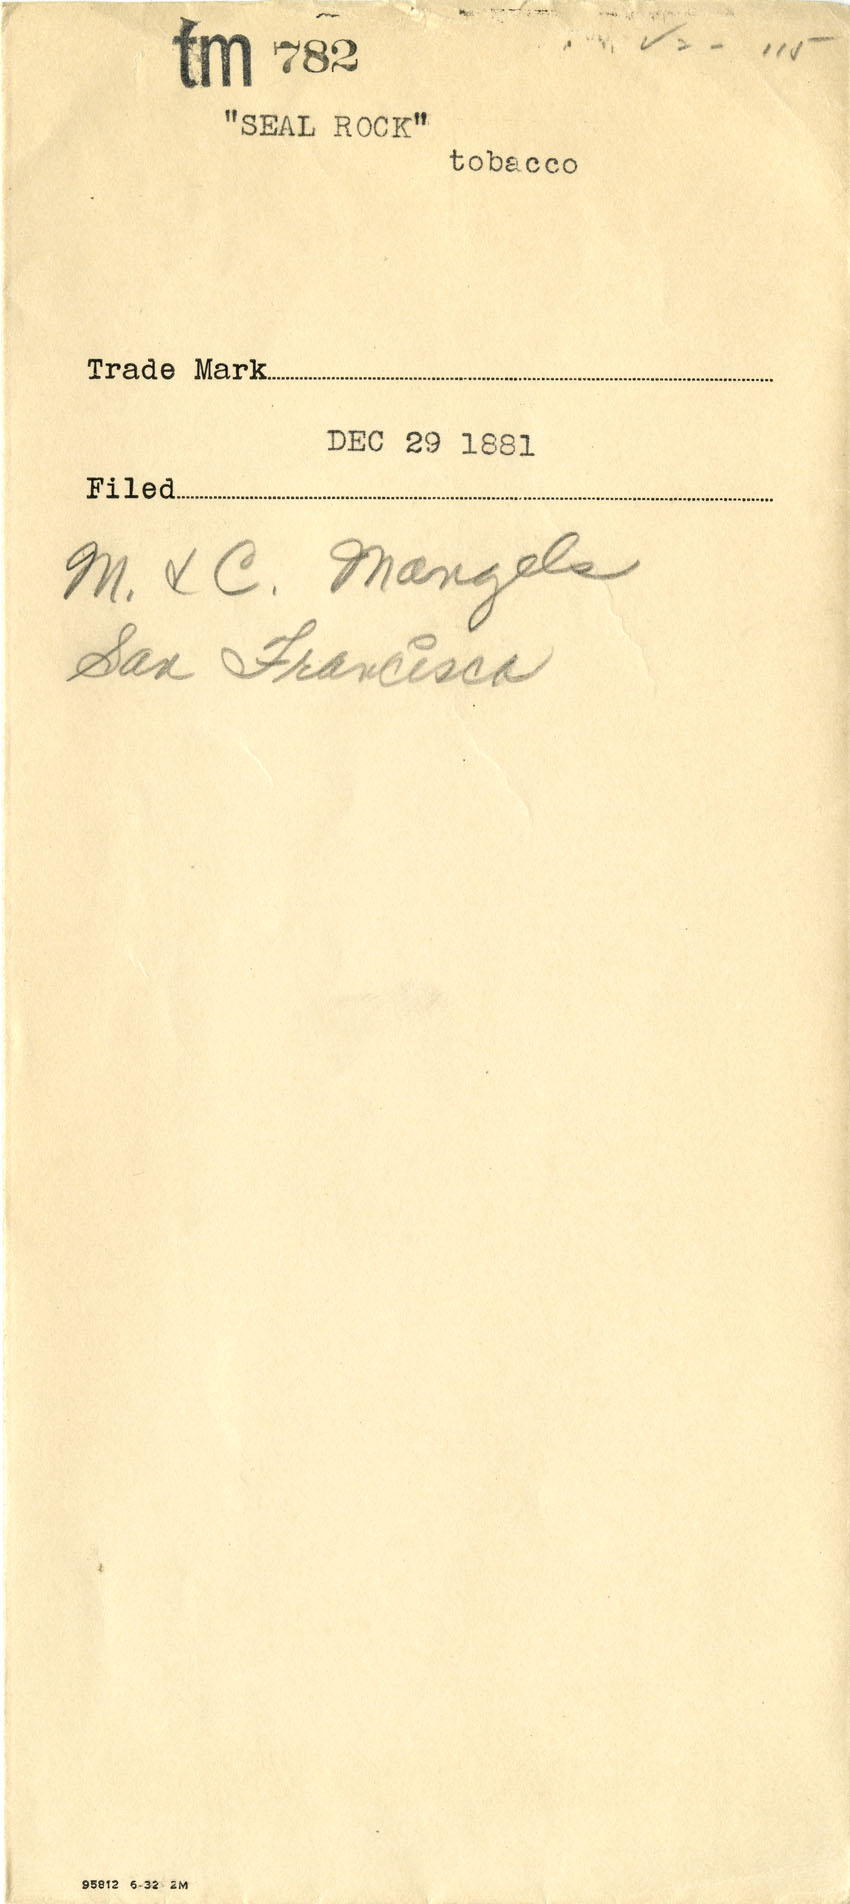 tm 782
"SEAL ROCK"
tobacco
Trade Mark
DEC 29 1881
Filed
M. & C. Mangels
San Francisco
95812 6-32 2M